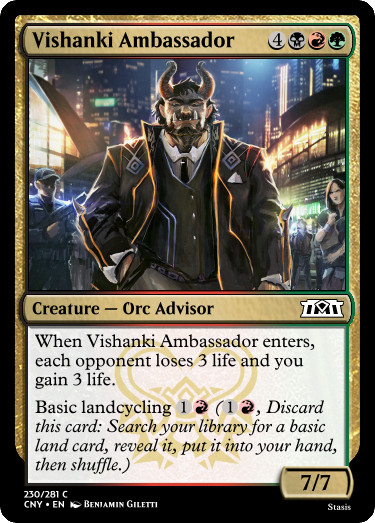 Vishanki Ambassador 4
Creature — Orc Advisor
When Vishanki Ambassador enters,
each opponent loses 3 life and you
gain 3 life.
Basic landcycling 1 (1, Discard
this card: Search your library for a basic
land card, reveal it, put it into your hand,
then shuffle.)
7/7
230/281 C
CNY • EN Benjamin Giletti
Stasis